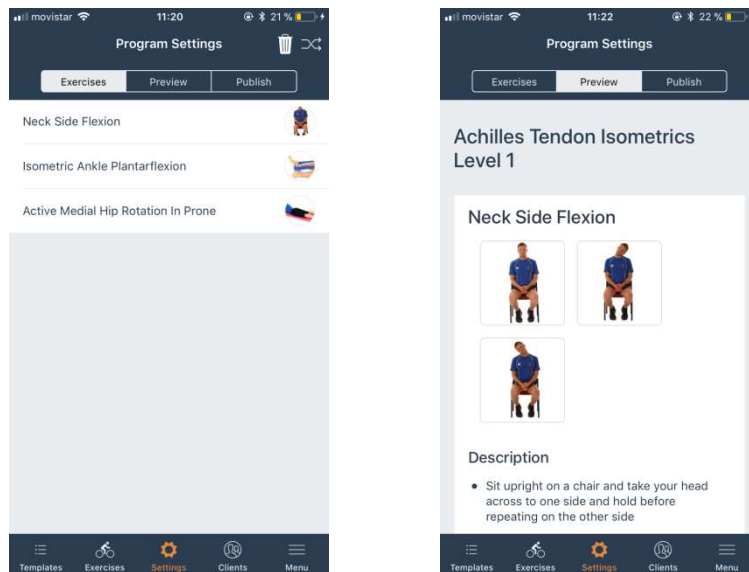 movistar 11:20 21 %
Program Settings
Exercises Preview Publish
Neck Side Flexion
Isometric Ankle Plantarflexion
Active Medial Hip Rotation In Prone
Templates Exercises Settings Clients Menu
movistar 11:22 22 %
Program Settings
Exercises Preview Publish
Achilles Tendon Isometrics
Level 1
Neck Side Flexion
Description
• Sit upright on a chair and take your head
across to one side and hold before
repeating on the other side
Templates Exercises Settings Clients Menu